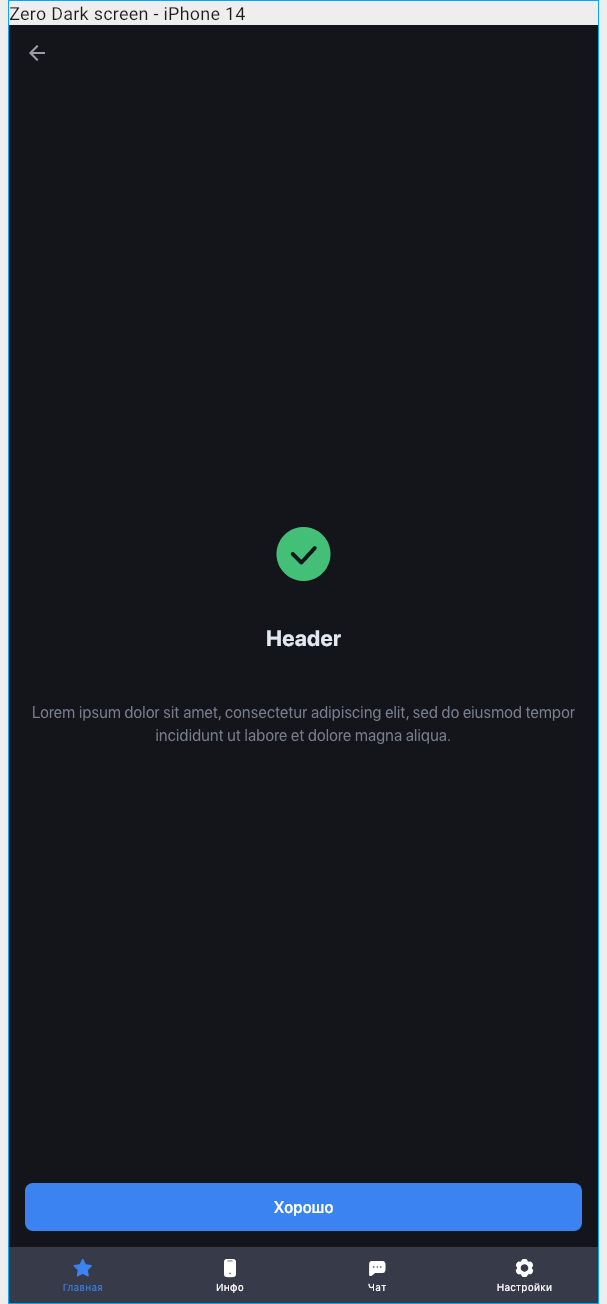 Zero Dark screen - iPhone 14
Header
Lorem ipsum dolor sit amet, consectetur adipiscing elit, sed do eiusmod tempor
incididunt ut labore et dolore magna aliqua.
Хорошо
Главная
Инфо
Чат
Настройки